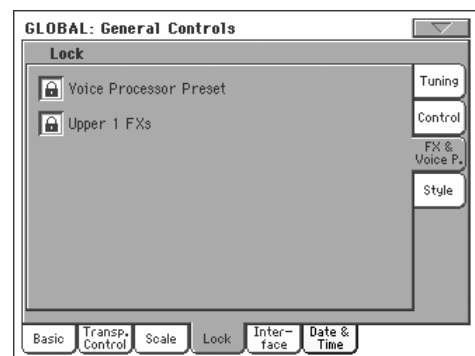 GLOBAL: General Controls
Lock
Voice Processor Preset
Upper 1 FXs
Tuning
Control
FX &
Voice P.
Style
Basic
Transp.
Control
Scale
Lock
Inter-
face
Date &
Time